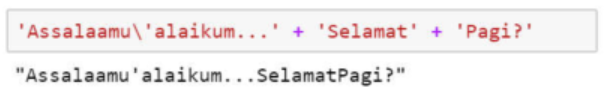 'Assalaamu\'alaikum...' + 'Selamat' + 'Pagi?'
"Assalaamu'alaikum...SelamatPagi?"